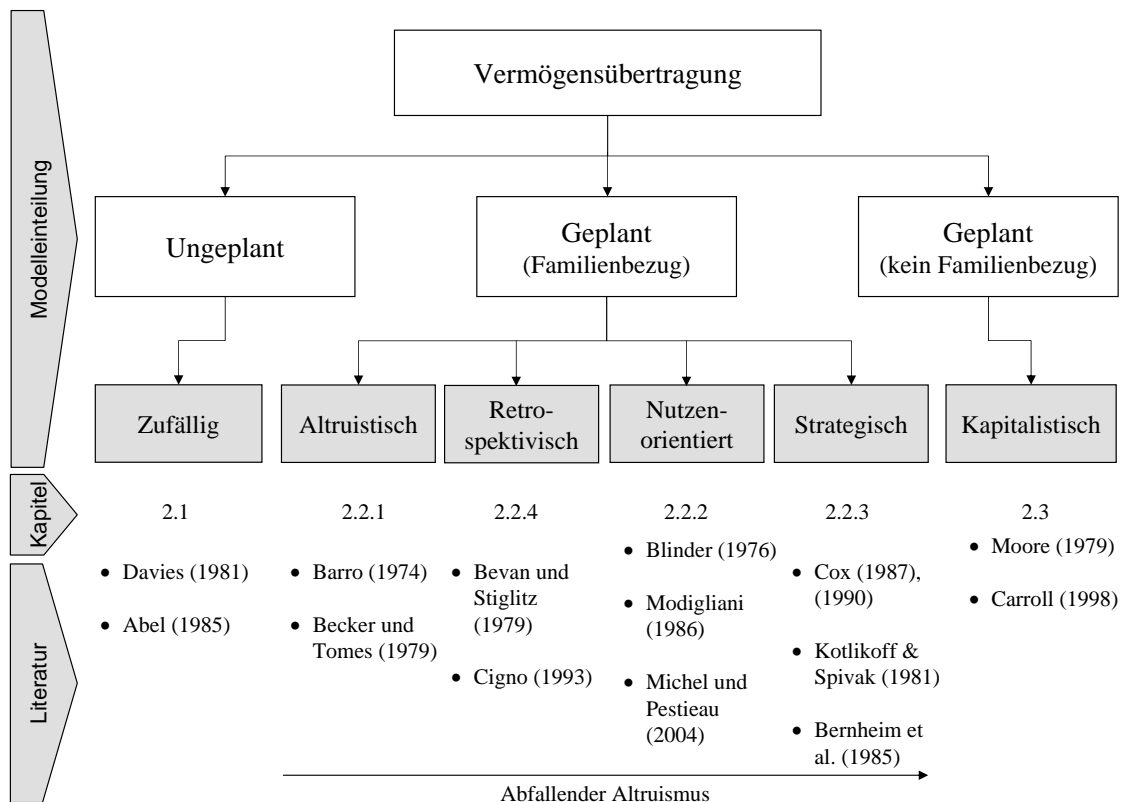 Modelleinteilung
Vermögensübertragung
Ungeplant
Geplant
(Familienbezug)
Geplant
(kein Familienbezug)
Zufällig
Altruistisch
Retro-
spektivisch
Nutzen-
orientiert
Strategisch
Kapitalistisch
Kapitel
2.1
2.2.1
2.2.4
2.2.2
2.2.3
2.3
Literatur
• Davies (1981)
• Abel (1985)
• Barro (1974)
• Becker und
Tomes (1979)
• Bevan und
Stiglitz
(1979)
• Cigno (1993)
• Blinder (1976)
• Modigliani
(1986)
• Michel und
Pestieau
(2004)
• Cox (1987),
(1990)
• Kotlikoff &
Spivak
(1981)
• Bernheim et
al. (1985)
• Moore (1979)
• Carroll (1998)
Abfallender Altruismus